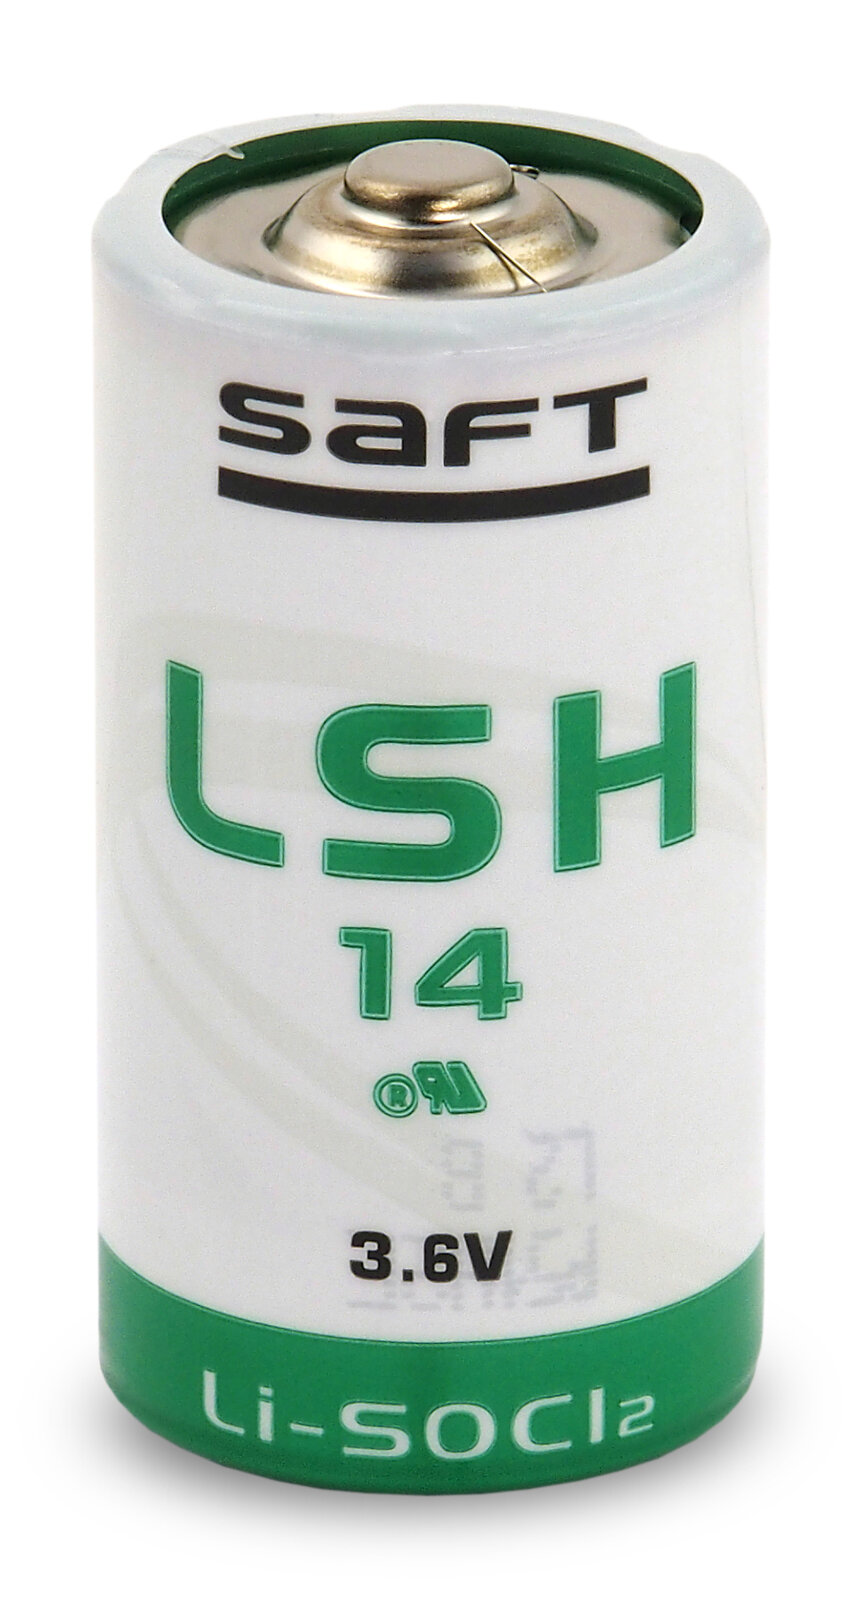 SAFT
LSH
14
®
3.6V
Li-SOCl₂